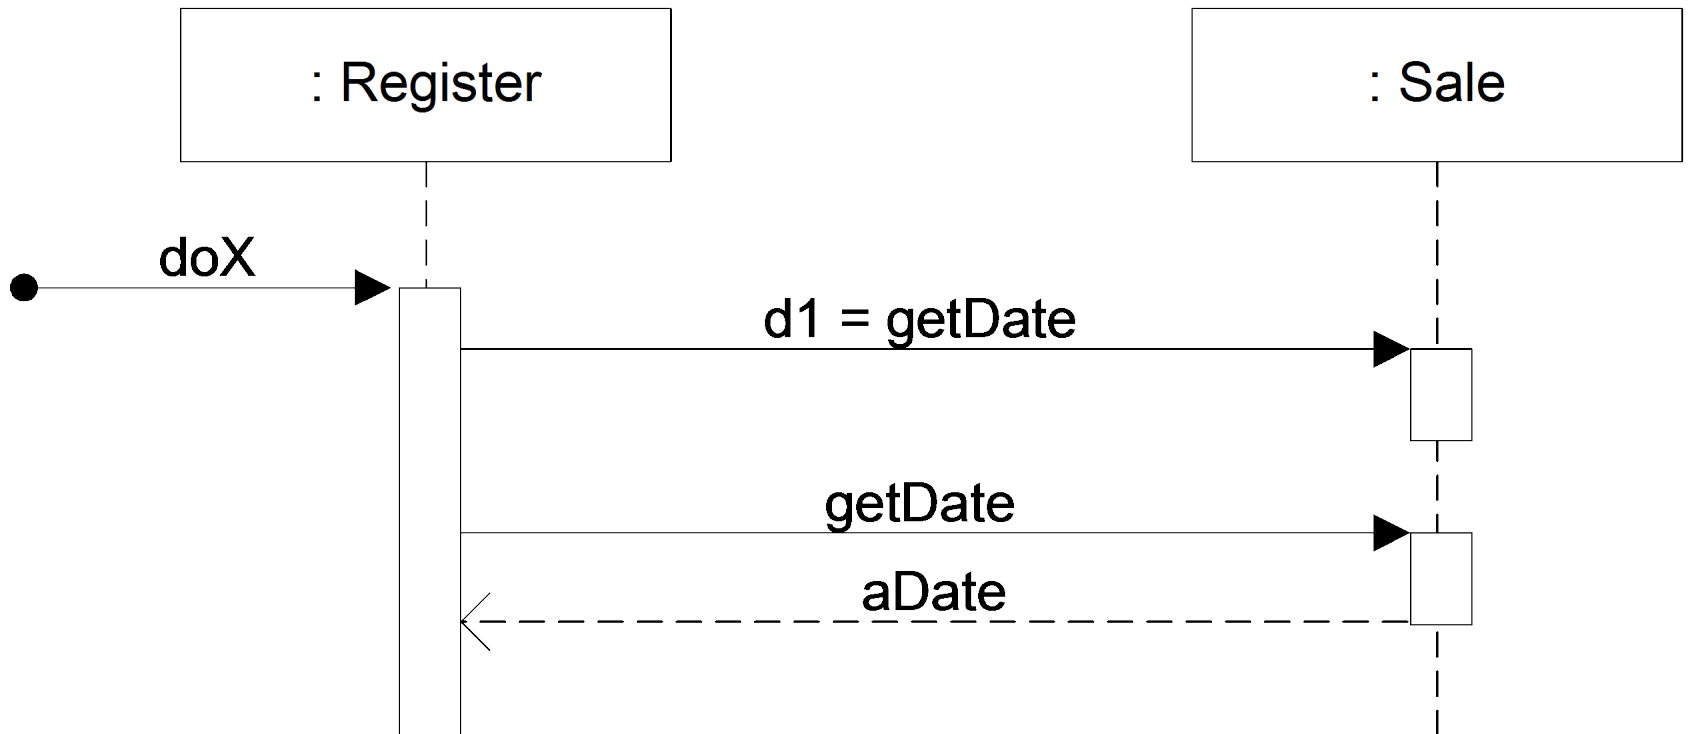 : Register
: Sale
doX
d1 = getDate
getDate
aDate